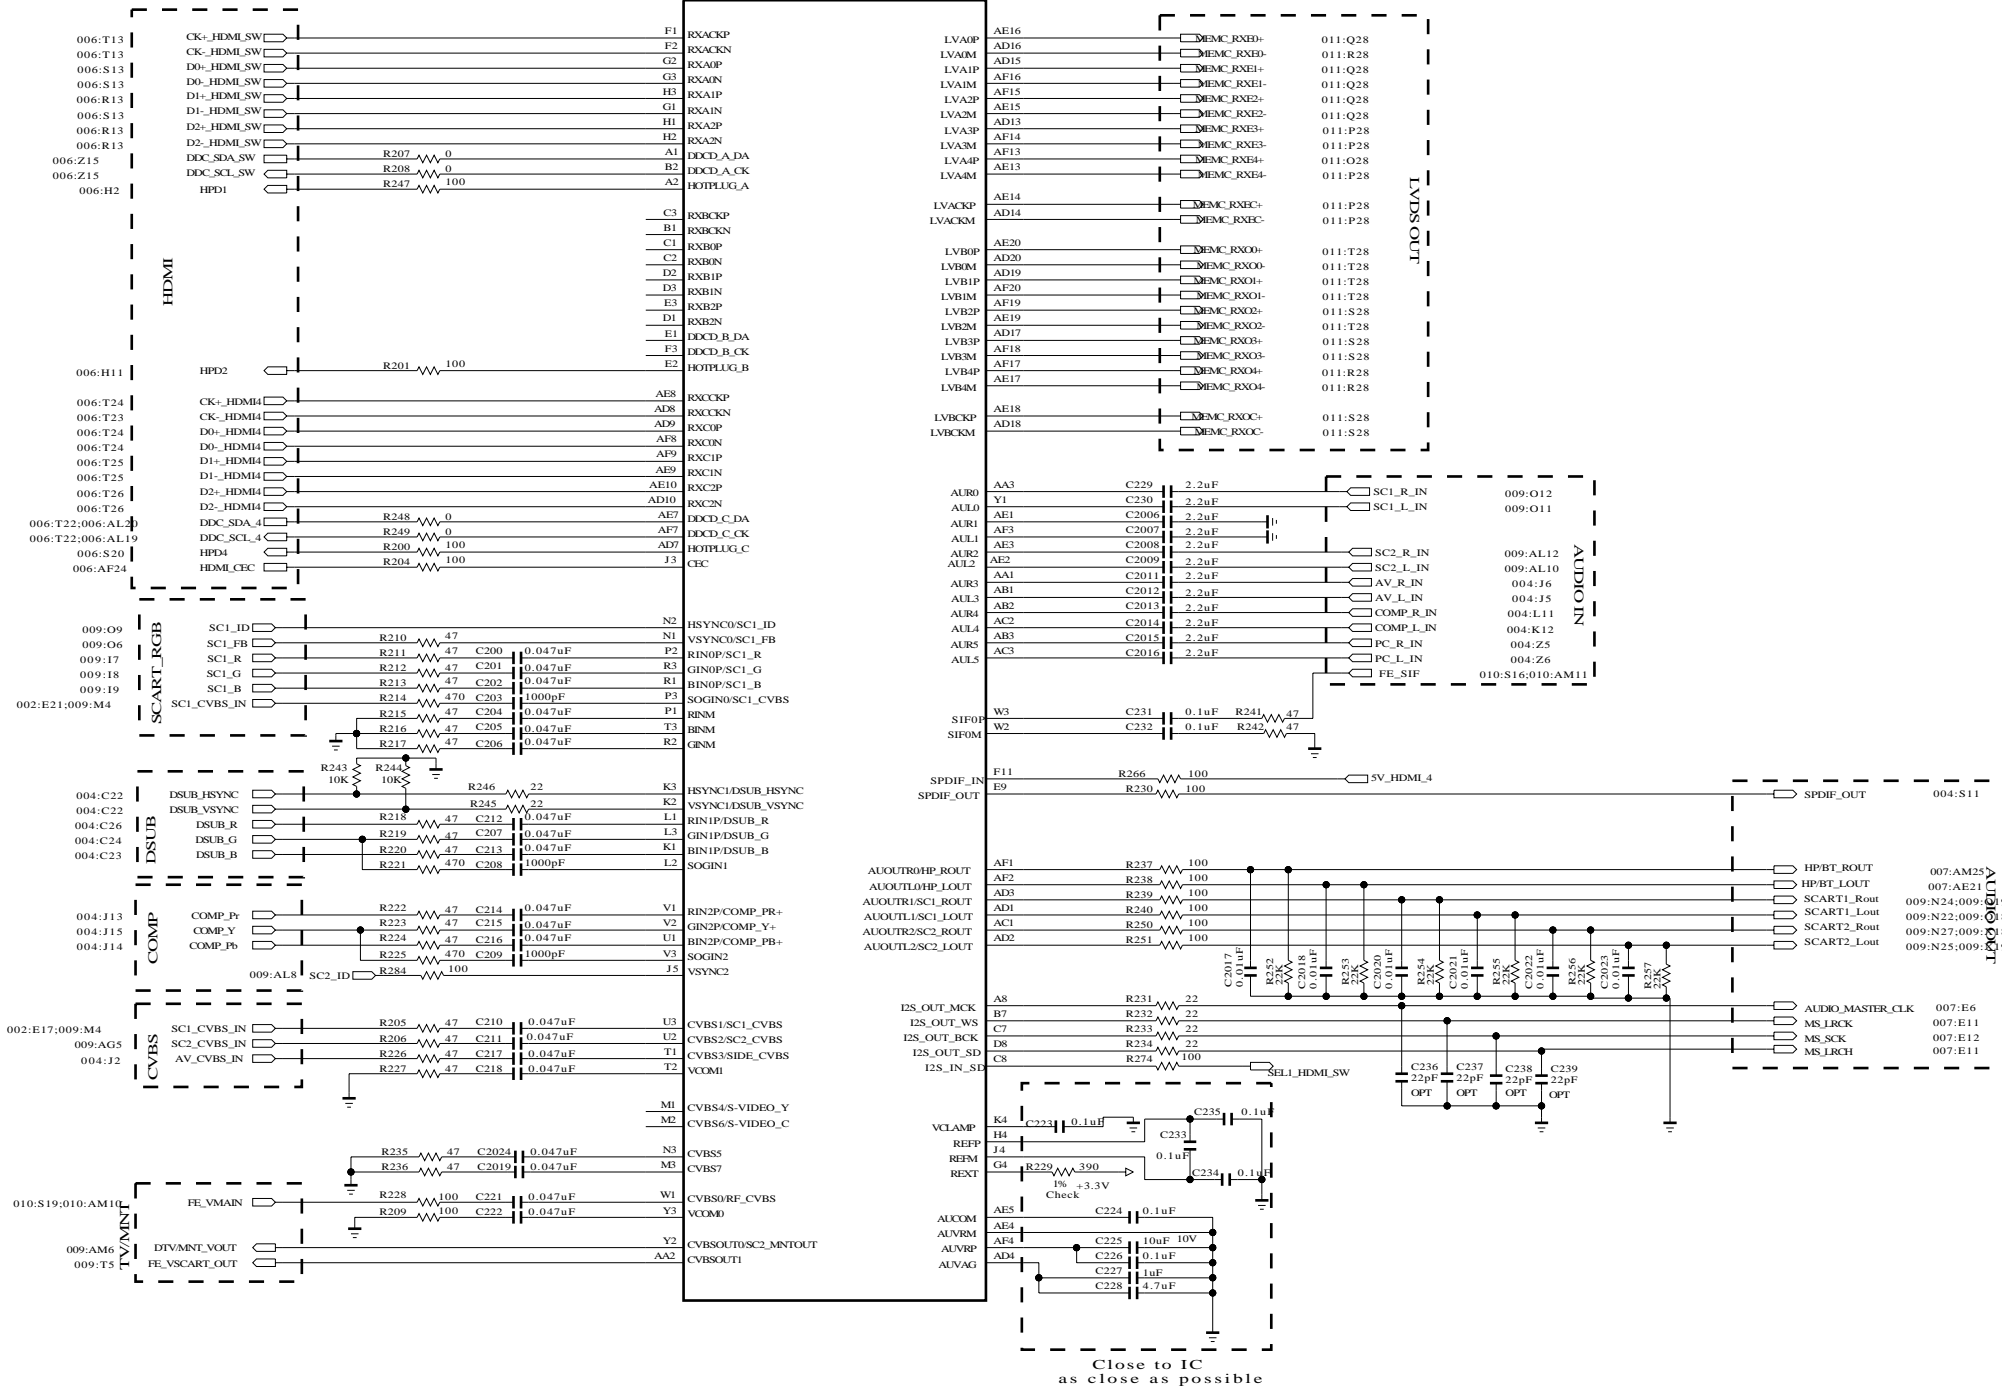 006:T13 CK+_HDMI_SW F1 RXACKP
006:T13 CK-_HDMI_SW F2 RXACKN
006:S13 D0+_HDMI_SW G2 RXA0P
006:S13 D0-_HDMI_SW G3 RXA0N
006:R13 D1+_HDMI_SW H3 RXA1P
006:S13 D1-_HDMI_SW G1 RXA1N
006:R13 D2+_HDMI_SW H1 RXA2P
006:R13 D2-_HDMI_SW H2 RXA2N
006:Z15 DDC_SDA_SW R207 0 A1 DDCD_A_DA
006:Z15 DDC_SCL_SW R208 0 B2 DDCD_A_CK
006:H2 HPD1 R247 100 A2 HOTPLUG_A
HDMI
C3 RXBCKP
B1 RXBCKN
C1 RXB0P
C2 RXB0N
D2 RXB1P
D3 RXB1N
E3 RXB2P
D1 RXB2N
E1 DDCD_B_DA
F3 DDCD_B_CK
006:H11 HPD2 R201 100 E2 HOTPLUG_B
006:T24 CK+_HDMI4 AE8 RXCCKP
006:T23 CK-_HDMI4 AD8 RXCCKN
006:T24 D0+_HDMI4 AD9 RXC0P
006:T24 D0-_HDMI4 AF8 RXC0N
006:T25 D1+_HDMI4 AF9 RXC1P
006:T25 D1-_HDMI4 AE9 RXC1N
006:T26 D2+_HDMI4 AE10 RXC2P
006:T26 D2-_HDMI4 AD10 RXC2N
006:T22;006:AL20 DDC_SDA_4 R248 0 AE7 DDCD_C_DA
006:T22;006:AL19 DDC_SCL_4 R249 0 AF7 DDCD_C_CK
006:S20 HPD4 R200 100 AD7 HOTPLUG_C
006:AF24 HDMI_CEC R204 100 J3 CEC
SCART_RGB
009:O9 SC1_ID N2 HSYNC0/SC1_ID
009:O6 SC1_FB R210 47 N1 VSYNC0/SC1_FB
009:I7 SC1_R R211 47 C200 0.047uF P2 RIN0P/SC1_R
009:I8 SC1_G R212 47 C201 0.047uF R3 GIN0P/SC1_G
009:I9 SC1_B R213 47 C202 0.047uF R1 BIN0P/SC1_B
002:E21;009:M4 SC1_CVBS_IN R214 470 C203 1000pF P3 SOGIN0/SC1_CVBS
R215 47 C204 0.047uF P1 RINM
R216 47 C205 0.047uF T3 BINM
R217 47 C206 0.047uF R2 GINM
R243 10K R244 10K
DSUB
004:C22 DSUB_HSYNC R246 22 K3 HSYNC1/DSUB_HSYNC
004:C22 DSUB_VSYNC R245 22 K2 VSYNC1/DSUB_VSYNC
004:C26 DSUB_R R218 47 C212 0.047uF L1 RIN1P/DSUB_R
004:C24 DSUB_G R219 47 C207 0.047uF L3 GIN1P/DSUB_G
004:C23 DSUB_B R220 47 C213 0.047uF K1 BIN1P/DSUB_B
R221 470 C208 1000pF L2 SOGIN1
COMP
004:J13 COMP_Pr R222 47 C214 0.047uF V1 RIN2P/COMP_PR+
004:J15 COMP_Y R223 47 C215 0.047uF V2 GIN2P/COMP_Y+
004:J14 COMP_Pb R224 47 C216 0.047uF U1 BIN2P/COMP_PB+
R225 470 C209 1000pF V3 SOGIN2
009:AL8 SC2_ID R284 100 J5 VSYNC2
CVBS
002:E17;009:M4 SC1_CVBS_IN R205 47 C210 0.047uF U3 CVBS1/SC1_CVBS
009:AG5 SC2_CVBS_IN R206 47 C211 0.047uF U2 CVBS2/SC2_CVBS
004:J2 AV_CVBS_IN R226 47 C217 0.047uF T1 CVBS3/SIDE_CVBS
R227 47 C218 0.047uF T2 VCOM1
M1 CVBS4/S-VIDEO_Y
M2 CVBS6/S-VIDEO_C
R235 47 C2024 0.047uF N3 CVBS5
R236 47 C2019 0.047uF M3 CVBS7
TV/MNT
010:S19;010:AM10 FE_VMAIN R228 100 C221 0.047uF W1 CVBS0/RF_CVBS
R209 100 C222 0.047uF Y3 VCOM0
009:AM6 DTV/MNT_VOUT Y2 CVBSOUT0/SC2_MNTOUT
009:T5 FE_VSCART_OUT AA2 CVBSOUT1
LVA0P AE16 MEMC_RXE0+ 011:Q28
LVA0M AD16 MEMC_RXE0- 011:R28
LVA1P AD15 MEMC_RXE1+ 011:Q28
LVA1M AF16 MEMC_RXE1- 011:Q28
LVA2P AF15 MEMC_RXE2+ 011:Q28
LVA2M AE15 MEMC_RXE2- 011:Q28
LVA3P AD13 MEMC_RXE3+ 011:P28
LVA3M AF14 MEMC_RXE3- 011:P28
LVA4P AF13 MEMC_RXE4+ 011:O28
LVA4M AE13 MEMC_RXE4- 011:P28
LVACKP AE14 MEMC_RXEC+ 011:P28
LVACKM AD14 MEMC_RXEC- 011:P28
LVDS OUT
LVB0P AE20 MEMC_RXO0+ 011:T28
LVB0M AD20 MEMC_RXO0- 011:T28
LVB1P AD19 MEMC_RXO1+ 011:T28
LVB1M AF20 MEMC_RXO1- 011:T28
LVB2P AF19 MEMC_RXO2+ 011:S28
LVB2M AE19 MEMC_RXO2- 011:T28
LVB3P AD17 MEMC_RXO3+ 011:S28
LVB3M AF18 MEMC_RXO3- 011:S28
LVB4P AF17 MEMC_RXO4+ 011:R28
LVB4M AE17 MEMC_RXO4- 011:R28
LVBCKP AE18 MEMC_RXOC+ 011:S28
LVBCKM AD18 MEMC_RXOC- 011:S28
AUR0 AA3 C229 2.2uF SC1_R_IN 009:O12
AUL0 Y1 C230 2.2uF SC1_L_IN 009:O11
AUR1 AE1 C2006 2.2uF
AUL1 AF3 C2007 2.2uF
AUR2 AE3 C2008 2.2uF SC2_R_IN 009:AL12
AUL2 AE2 C2009 2.2uF SC2_L_IN 009:AL10
AUR3 AA1 C2011 2.2uF AV_R_IN 004:J6
AUL3 AB1 C2012 2.2uF AV_L_IN 004:J5
AUR4 AB2 C2013 2.2uF COMP_R_IN 004:L11
AUL4 AC2 C2014 2.2uF COMP_L_IN 004:K12
AUR5 AB3 C2015 2.2uF PC_R_IN 004:Z5
AUL5 AC3 C2016 2.2uF PC_L_IN 004:Z6
FE_SIF 010:S16;010:AM11
AUDIO IN
SIF0P W3 C231 0.1uF R241 47
SIF0M W2 C232 0.1uF R242 47
SPDIF_IN F11 R266 100 5V_HDMI_4
SPDIF_OUT E9 R230 100 SPDIF_OUT 004:S11
AUOUTR0/HP_ROUT AF1 R237 100 HP/BT_ROUT 007:AM25
AUOUTL0/HP_LOUT AF2 R238 100 HP/BT_LOUT 007:AE21
AUOUTR1/SC1_ROUT AD3 R239 100 SCART1_Rout 009:N24;009:
AUOUTL1/SC1_LOUT AD1 R240 100 SCART1_Lout 009:N22;009:
AUOUTR2/SC2_ROUT AC1 R250 100 SCART2_Rout 009:N27;009:
AUOUTL2/SC2_LOUT AD2 R251 100 SCART2_Lout 009:N25;009:
AUDIO OUT
C2017 0.01uF R252 22K C2018 0.01uF R253 22K C2020 0.01uF R254 22K C2021 0.01uF R255 22K C2022 0.01uF R256 22K C2023 0.01uF R257 22K
I2S_OUT_MCK A8 R231 22 AUDIO_MASTER_CLK 007:E6
I2S_OUT_WS B7 R232 22 MS_LRCK 007:E11
I2S_OUT_BCK C7 R233 22 MS_SCK 007:E12
I2S_OUT_SD D8 R234 22 MS_LRCH 007:E11
I2S_IN_SD C8 R274 100 SEL1_HDMI_SW
C236 22pF OPT C237 22pF OPT C238 22pF OPT C239 22pF OPT
VCLAMP K4 C223 0.1uF C235 0.1uF
REFP H4 C233 0.1uF
REFM J4 C234 0.1uF
REXT G4 R229 390 1% Check +3.3V
AUCOM AE5 C224 0.1uF
AUVRM AE4
AUVRP AF4 C225 10uF 10V
C226 0.1uF
AUVAG AD4 C227 1uF
C228 4.7uF
Close to IC
as close as possible